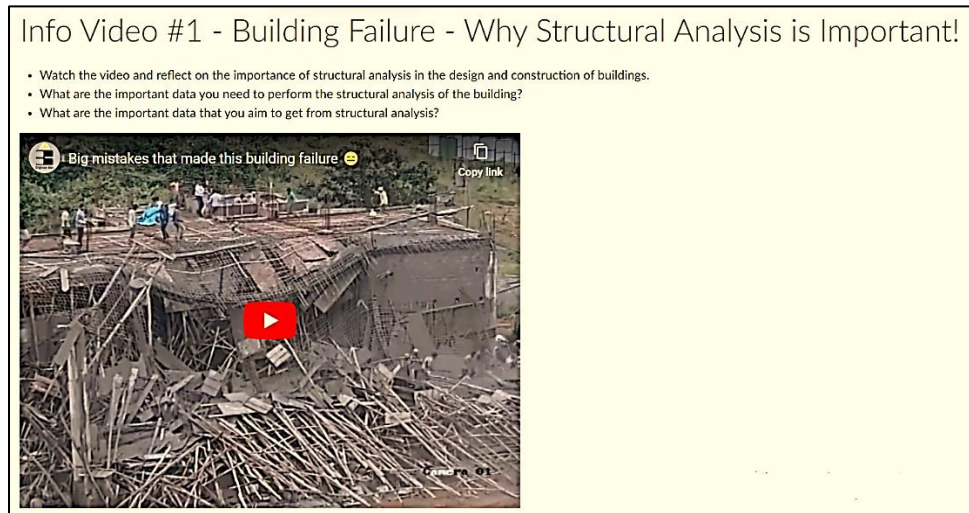 Info Video #1 - Building Failure - Why Structural Analysis is Important!
• Watch the video and reflect on the importance of structural analysis in the design and construction of buildings.
• What are the important data you need to perform the structural analysis of the building?
• What are the important data that you aim to get from structural analysis?
Big mistakes that made this building failure 😑
Copy link
Camera 01